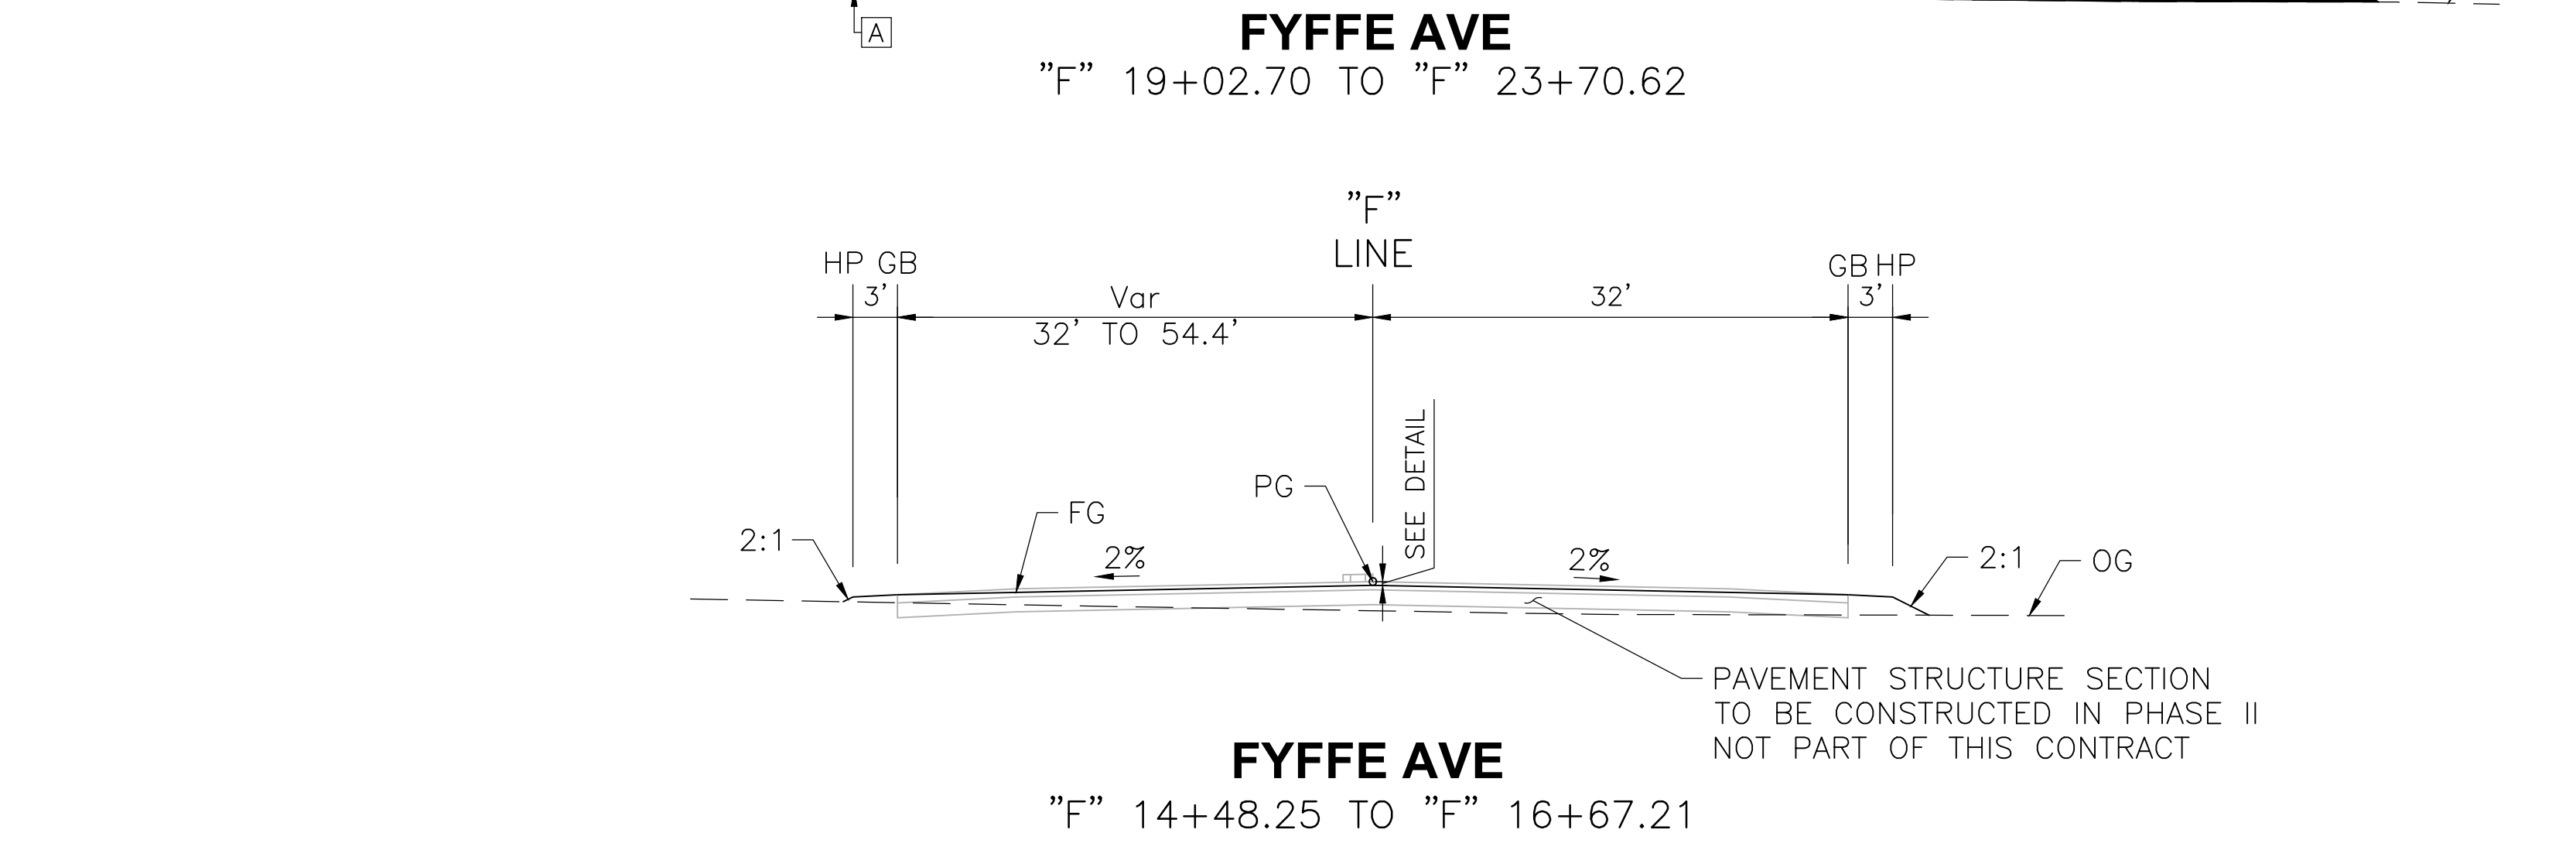 A
FYFFE AVE
"F" 19+02.70 TO "F" 23+70.62
"F"
LINE
HP GB
GB HP
3'
Var
32'
3'
32' TO 54.4'
SEE DETAIL
PG
FG
2:1
2%
2%
2:1
OG
PAVEMENT STRUCTURE SECTION
TO BE CONSTRUCTED IN PHASE II
NOT PART OF THIS CONTRACT
FYFFE AVE
"F" 14+48.25 TO "F" 16+67.21